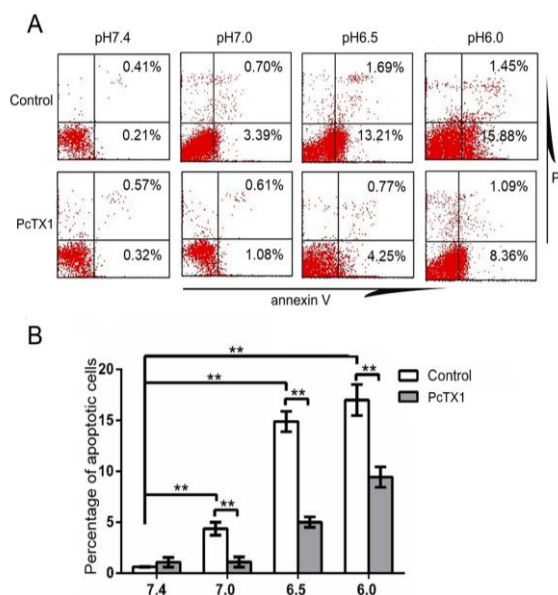 A
pH7.4 pH7.0 pH6.5 pH6.0
Control
0.41% 0.70% 1.69% 1.45%
0.21% 3.39% 13.21% 15.88%
PcTX1
0.57% 0.61% 0.77% 1.09%
0.32% 1.08% 4.25% 8.36%
P
annexin V
B
Percentage of apoptotic cells
20
15
10
5
0
** ** **
** ** **
Control
PcTX1
7.4 7.0 6.5 6.0